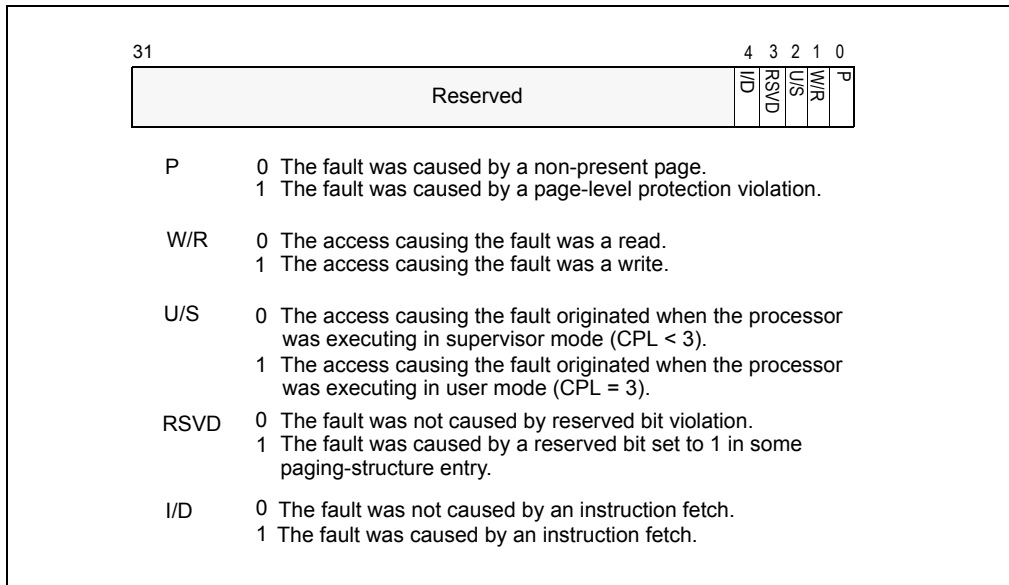 31 4 3 2 1 0
Reserved I/D RSVD U/S W/R P
P 0 The fault was caused by a non-present page.
1 The fault was caused by a page-level protection violation.
W/R 0 The access causing the fault was a read.
1 The access causing the fault was a write.
U/S 0 The access causing the fault originated when the processor
was executing in supervisor mode (CPL < 3).
1 The access causing the fault originated when the processor
was executing in user mode (CPL = 3).
RSVD 0 The fault was not caused by reserved bit violation.
1 The fault was caused by a reserved bit set to 1 in some
paging-structure entry.
I/D 0 The fault was not caused by an instruction fetch.
1 The fault was caused by an instruction fetch.